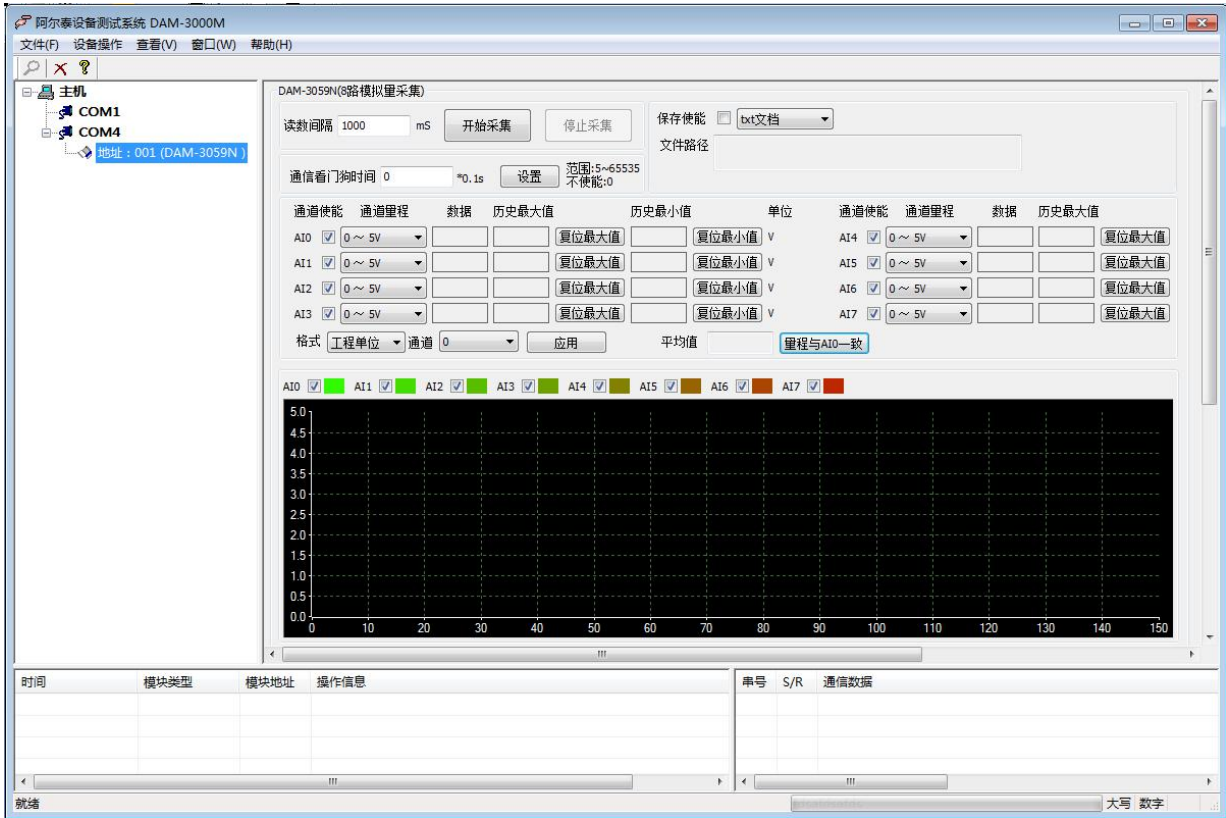 阿尔泰设备测试系统 DAM-3000M
文件(F) 设备操作 查看(V) 窗口(W) 帮助(H)
主机
COM1
COM4
地址：001 (DAM-3059N )
DAM-3059N(8路模拟量采集)
读数间隔 1000 mS 开始采集 停止采集
保存使能 txt文档
文件路径
通信看门狗时间 0 *0.1s 设置 范围:5~65535
不使能:0
通道使能 通道里程 数据 历史最大值 历史最小值 单位 通道使能 通道里程 数据 历史最大值
AI0 0～ 5V 复位最大值 复位最小值 V AI4 0～ 5V 复位最大值
AI1 0～ 5V 复位最大值 复位最小值 V AI5 0～ 5V 复位最大值
AI2 0～ 5V 复位最大值 复位最小值 V AI6 0～ 5V 复位最大值
AI3 0～ 5V 复位最大值 复位最小值 V AI7 0～ 5V 复位最大值
格式 工程单位 通道 0 应用 平均值 量程与AI0一致
AI0 AI1 AI2 AI3 AI4 AI5 AI6 AI7
5.0
4.5
4.0
3.5
3.0
2.5
2.0
1.5
1.0
0.5
0.0
0 10 20 30 40 50 60 70 80 90 100 110 120 130 140 150
时间 模块类型 模块地址 操作信息
串号 S/R 通信数据
就绪 大写 数字